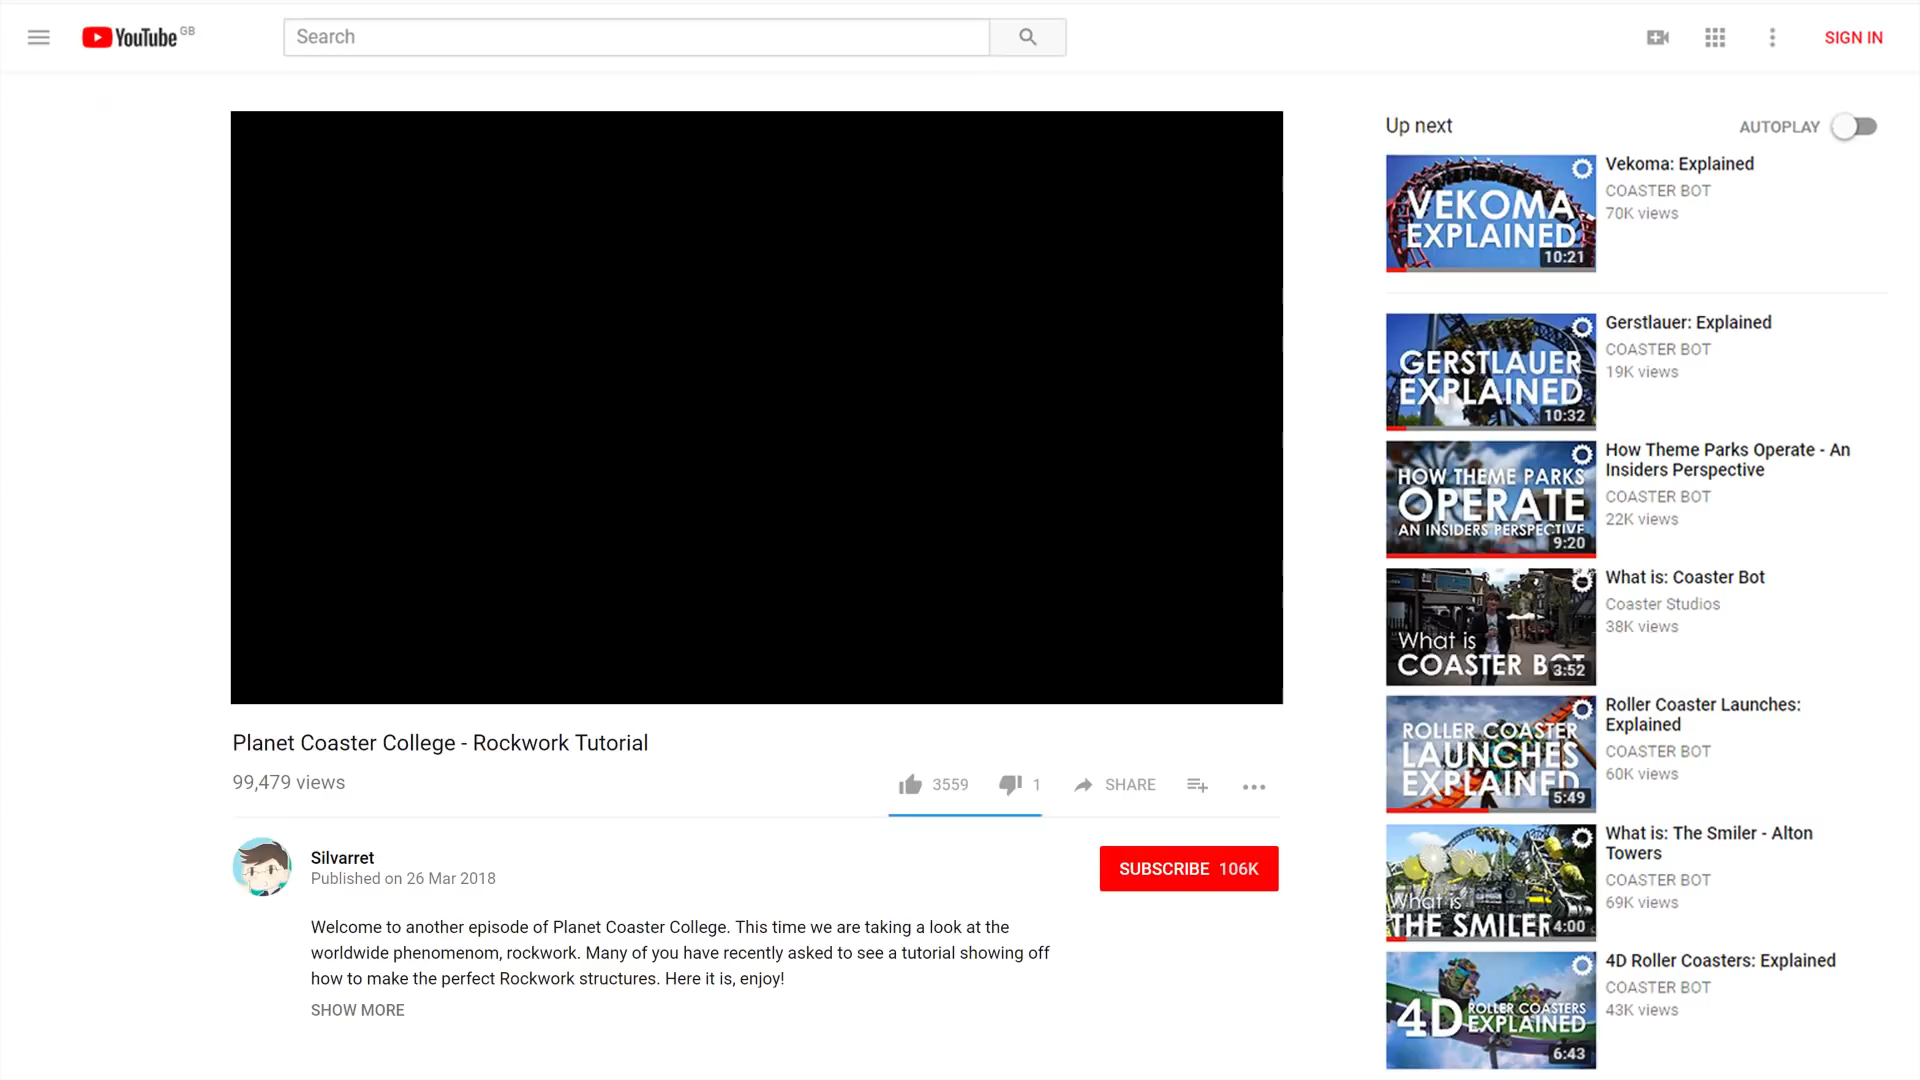 YouTube GB
Search
SIGN IN
Up next
AUTOPLAY
VEKOMA
EXPLAINED
10:21
Vekoma: Explained
COASTER BOT
70K views
GERSTLAUER
EXPLAINED
10:32
Gerstlauer: Explained
COASTER BOT
19K views
HOW THEME PARKS
OPERATE
AN INSIDERS PERSPECTIVE
9:20
How Theme Parks Operate - An
Insiders Perspective
COASTER BOT
22K views
What is
COASTER BOT
3:52
What is: Coaster Bot
Coaster Studios
38K views
ROLLER COASTER
LAUNCHES
EXPLAINED
5:49
Roller Coaster Launches:
Explained
COASTER BOT
60K views
What is
THE SMILER
4:00
What is: The Smiler - Alton
Towers
COASTER BOT
69K views
4D ROLLER COASTERS
EXPLAINED
6:43
4D Roller Coasters: Explained
COASTER BOT
43K views
Planet Coaster College - Rockwork Tutorial
99,479 views
3559
1
SHARE
Silvarret
Published on 26 Mar 2018
SUBSCRIBE 106K
Welcome to another episode of Planet Coaster College. This time we are taking a look at the
worldwide phenomenom, rockwork. Many of you have recently asked to see a tutorial showing off
how to make the perfect Rockwork structures. Here it is, enjoy!
SHOW MORE